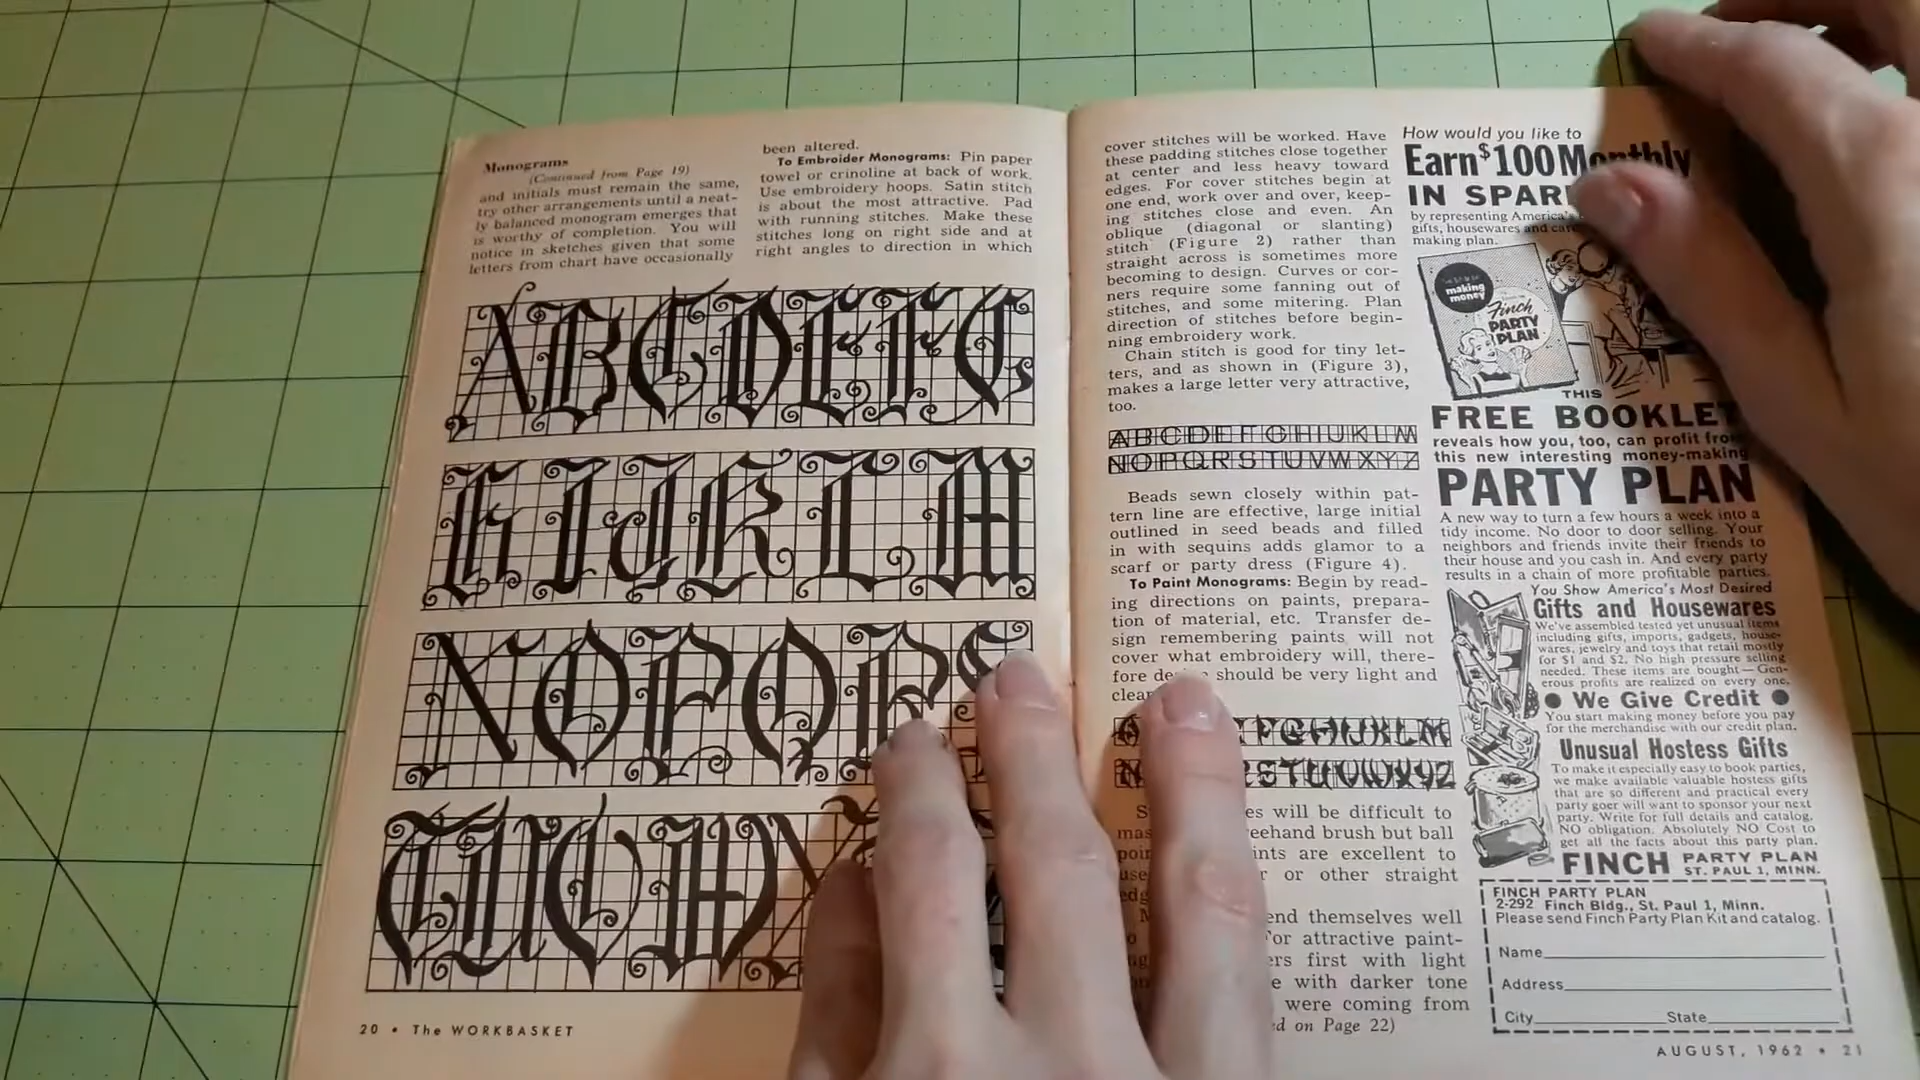 Monograms
(Continued from Page 19)
and initials must remain the same,
try other arrangements until a neat-
ly balanced monogram emerges that
is worthy of completion. You will
notice in sketches given that some
letters from chart have occasionally
been altered.
To Embroider Monograms: Pin paper
towel or crinoline at back of work.
Use embroidery hoops. Satin stitch
is about the most attractive. Pad
with running stitches. Make these
stitches long on right side and at
right angles to direction in which
A B C D E F G
H I J K L M
N O P Q R S
T U V W X
20 • The WORKBASKET
cover stitches will be worked. Have
these padding stitches close together
at center and less heavy toward
edges. For cover stitches begin at
one end, work over and over, keep-
ing stitches close and even. An
oblique (diagonal or slanting)
stitch (Figure 2) rather than
straight across is sometimes more
becoming to design. Curves or cor-
ners require some fanning out of
stitches, and some mitering. Plan
direction of stitches before begin-
ning embroidery work.
Chain stitch is good for tiny let-
ters, and as shown in (Figure 3),
makes a large letter very attractive,
too.
ABCDEFGHIJKLM
NOPQRSTUVWXYZ
Beads sewn closely within pat-
tern line are effective, large initial
outlined in seed beads and filled
in with sequins adds glamor to a
scarf or party dress (Figure 4).
To Paint Monograms: Begin by read-
ing directions on paints, prepara-
tion of material, etc. Transfer de-
sign remembering paints will not
cover what embroidery will, there-
fore should be very light and
clear
FGHIJKLM
N STUVWXYZ
es will be difficult to
freehand brush but ball
ints are excellent to
or other straight
end themselves well
For attractive paint-
ers first with light
with darker tone
were coming from
on Page 22)
How would you like to
Earn $100 Monthly
IN SPARE
by representing America's
gifts, housewares and card
making plan.
making
money
Finch
PARTY
PLAN
THIS
FREE BOOKLET
reveals how you, too, can profit from
this new interesting money-making
PARTY PLAN
A new way to turn a few hours a week into a
tidy income. No door to door selling. Your
neighbors and friends invite their friends to
their house and you cash in. And every party
results in a chain of more profitable parties.
You Show America's Most Desired
Gifts and Housewares
We've assembled tested yet unusual items
including gifts, imports, gadgets, house-
wares, jewelry and toys that retail mostly
for $1 and $2. No high pressure selling
needed. These items are bought—Gen-
erous profits are realized on every one.
• We Give Credit •
You start making money before you pay
for the merchandise with our credit plan.
Unusual Hostess Gifts
To make it especially easy to book parties,
we make available valuable hostess gifts
that are so different and practical every
party goer will want to sponsor your next
party. Write for full details and catalog.
NO obligation. Absolutely NO Cost to
get all the facts about this party plan.
FINCH PARTY PLAN
ST. PAUL 1, MINN.
FINCH PARTY PLAN
2-292 Finch Bldg., St. Paul 1, Minn.
Please send Finch Party Plan Kit and catalog.
Name
Address
City State
AUGUST, 1962 • 21